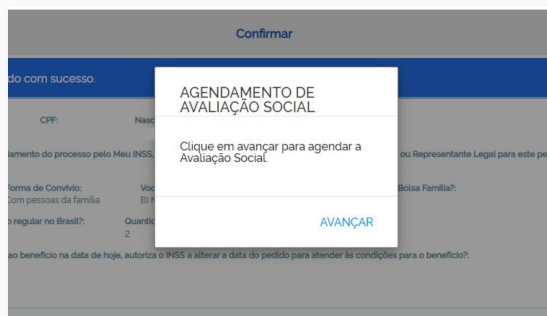 Confirmar
do com sucesso.
AGENDAMENTO DE
AVALIAÇÃO SOCIAL
CPF:
Nasc
Clique em avançar para agendar a
Avaliação Social.
lamento do processo pelo Meu INSS,
ou Representante Legal para este pe
Forma de Convívio:
Voc
Bolsa Família?:
Com pessoas da família
B) N
o regular no Brasil?:
Quantid
AVANÇAR
2
ao benefício na data de hoje, autoriza o INSS a alterar a data do pedido para atender às condições para o benefício?: